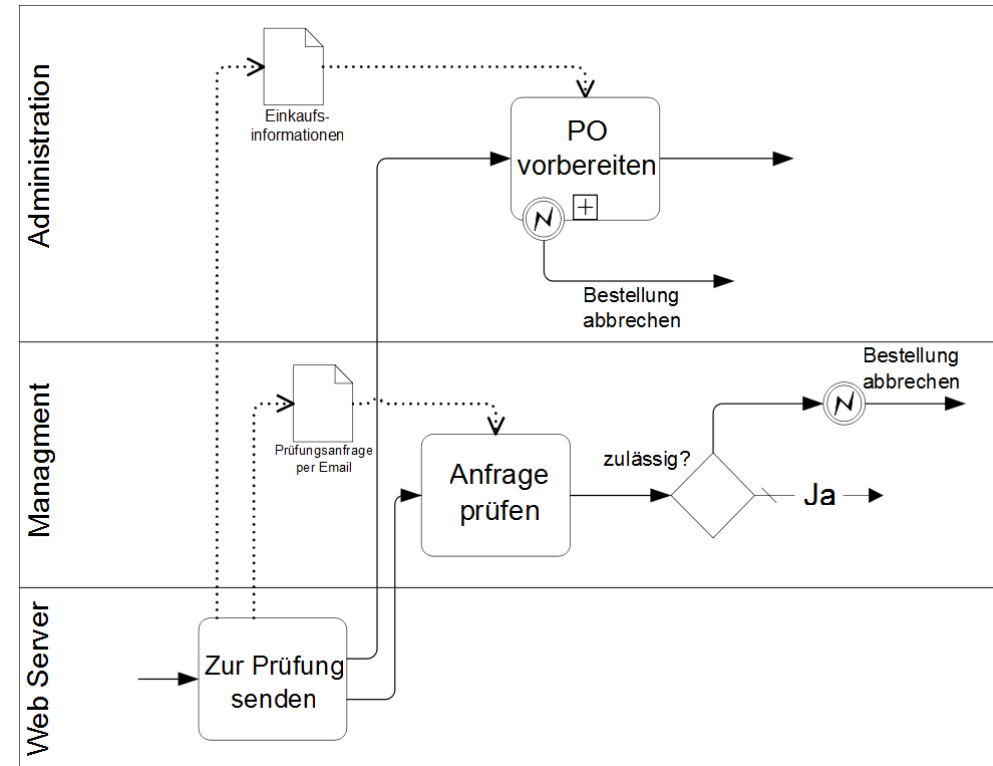 Administration
Einkaufs-
informationen
PO
vorbereiten
Bestellung
abbrechen
Managment
Prüfungsanfrage
per Email
Anfrage
prüfen
zulässig?
Bestellung
abbrechen
Ja
Web Server
Zur Prüfung
senden